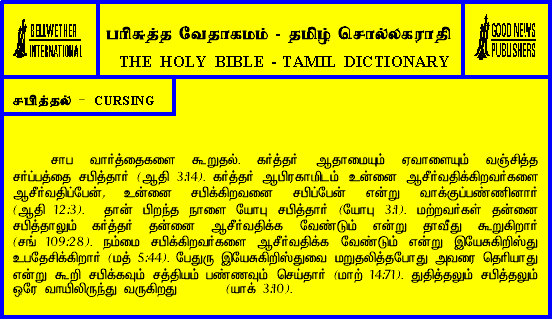 BELLWETHER
INTERNATIONAL
பரிசுத்த வேதாகமம் - தமிழ் சொல்லகராதி
THE HOLY BIBLE - TAMIL DICTIONARY
GOOD NEWS
PUBLISHERS
சபித்தல் - CURSING
சாப வார்த்தைகளை கூறுதல். கர்த்தர் ஆதாமையும் ஏவாளையும் வஞ்சித்த
சர்ப்பத்தை சபித்தார் (ஆதி 3:14). கர்த்தர் ஆபிரகாமிடம் உன்னை ஆசீர்வதிக்கிறவர்களை
ஆசீர்வதிப்பேன், உன்னை சபிக்கிறவனை சபிப்பேன் என்று வாக்குப்பண்ணினார்
(ஆதி 12:3). தான் பிறந்த நாளை யோபு சபித்தார் (யோபு 3:1). மற்றவர்கள் தன்னை
சபித்தாலும் கர்த்தர் தன்னை ஆசீர்வதிக்க வேண்டும் என்று தாவீது கூறுகிறார்
(சங் 109:28). நம்மை சபிக்கிறவர்களை ஆசீர்வதிக்க வேண்டும் என்று இயேசுகிறிஸ்து
உபதேசிக்கிறார் (மத் 5:44). பேதுரு இயேசுகிறிஸ்துவை மறுதலித்தபோது அவரை தெரியாது
என்று கூறி சபிக்கவும் சத்தியம் பண்ணவும் செய்தார் (மாற் 14:71). துதித்தலும் சபித்தலும்
ஒரே வாயிலிருந்து வருகிறது (யாக் 3:10).